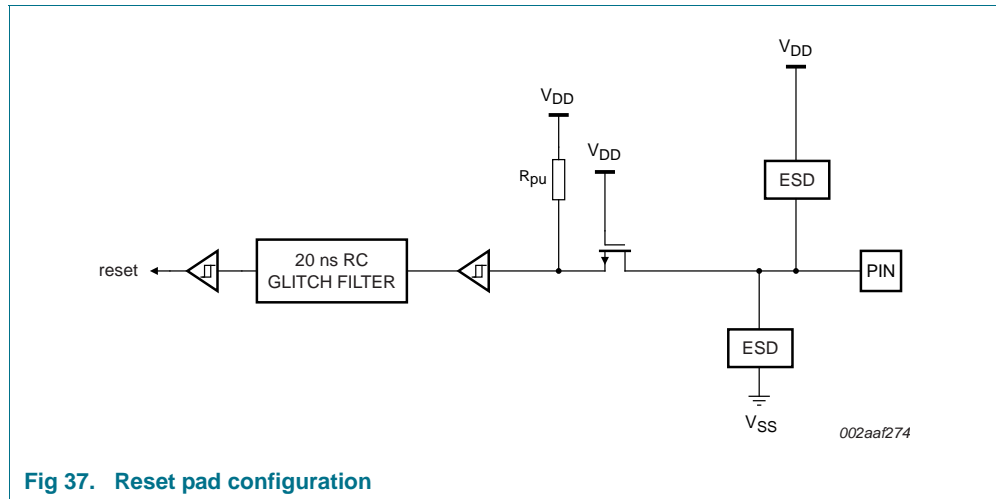 VDD
VDD
VDD
Rpu
ESD
reset
20 ns RC
GLITCH FILTER
PIN
ESD
VSS
002aaf274
Fig 37. Reset pad configuration